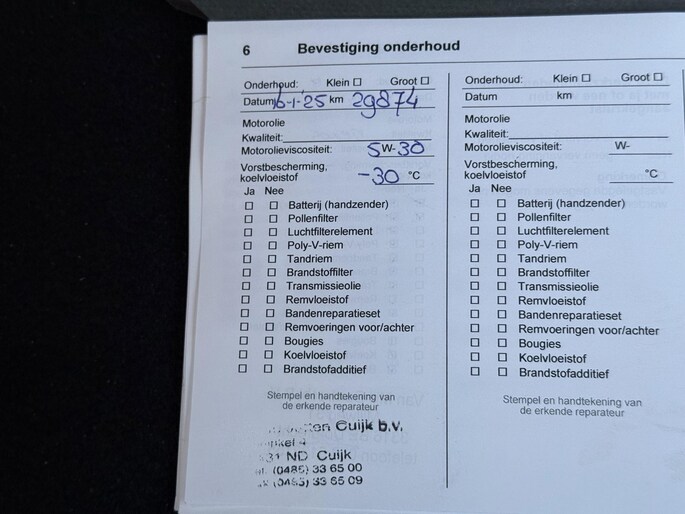 6 Bevestiging onderhoud
Onderhoud: Klein ☐ Groot ☐
Datum 16-1-25 km 29874
Motorolie
Kwaliteit:
Motorolieviscositeit: 5W-30
Vorstbescherming,
koelvloeistof -30 °C
Ja Nee
☐ ☐ Batterij (handzender)
☐ ☐ Pollenfilter
☐ ☐ Luchtfilterelement
☐ ☐ Poly-V-riem
☐ ☐ Tandriem
☐ ☐ Brandstoffilter
☐ ☐ Transmissieolie
☐ ☐ Remvloeistof
☐ ☐ Bandenreparatieset
☐ ☐ Remvoeringen voor/achter
☐ ☐ Bougies
☐ ☐ Koelvloeistof
☐ ☐ Brandstofadditief
Stempel en handtekening van
de erkende reparateur
Cuijk b.v.
ND Cuijk
(0485) 33 65 00
(0485) 33 65 09
Onderhoud: Klein ☐ Groot ☐
Datum km
Motorolie
Kwaliteit:
Motorolieviscositeit: W-
Vorstbescherming,
koelvloeistof °C
Ja Nee
☐ ☐ Batterij (handzender)
☐ ☐ Pollenfilter
☐ ☐ Luchtfilterelement
☐ ☐ Poly-V-riem
☐ ☐ Tandriem
☐ ☐ Brandstoffilter
☐ ☐ Transmissieolie
☐ ☐ Remvloeistof
☐ ☐ Bandenreparatieset
☐ ☐ Remvoeringen voor/achter
☐ ☐ Bougies
☐ ☐ Koelvloeistof
☐ ☐ Brandstofadditief
Stempel en handtekening van
de erkende reparateur